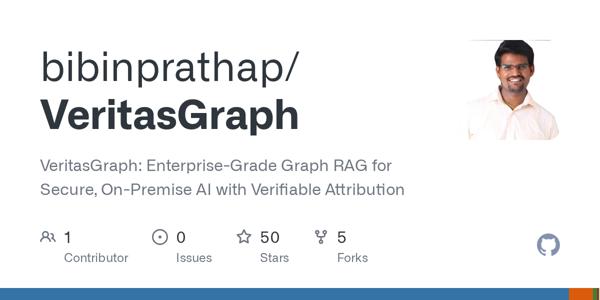 bibinprathap/
VeritasGraph
VeritasGraph: Enterprise-Grade Graph RAG for
Secure, On-Premise AI with Verifiable Attribution
1 0 50 5
Contributor Issues Stars Forks